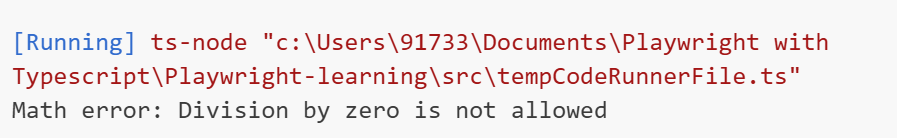 [Running] ts-node "c:\Users\91733\Documents\Playwright with
Typescript\Playwright-learning\src\tempCodeRunnerFile.ts"
Math error: Division by zero is not allowed